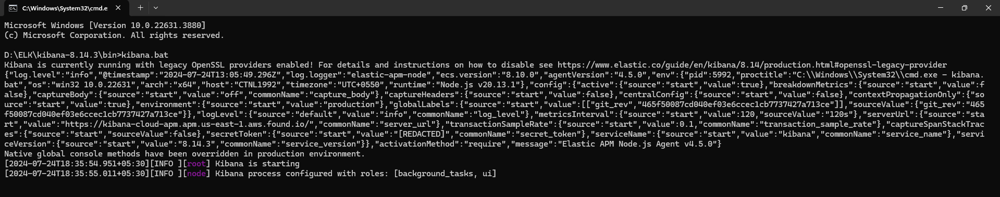 C:\Windows\System32\cmd.e
Microsoft Windows [Version 10.0.22631.3880]
(c) Microsoft Corporation. All rights reserved.
D:\ELK\kibana-8.14.3\bin>kibana.bat
Kibana is currently running with legacy OpenSSL providers enabled! For details and instructions on how to disable see https://www.elastic.co/guide/en/kibana/8.14/production.html#openssl-legacy-provider
{"log.level":"info","@timestamp":"2024-07-24T13:05:49.296Z","log.logger":"elastic-apm-node","ecs.version":"8.10.0","agentVersion":"4.5.0","env":{"pid":5992,"proctitle":"C:\\Windows\\System32\\cmd.exe - kibana.
bat","os":"win32 10.0.22631","arch":"x64","host":"CTNL1992","timezone":"UTC+0550","runtime":"Node.js v20.13.1"},"config":{"active":{"source":"start","value":true},"breakdownMetrics":{"source":"start","value":f
alse},"captureBody":{"source":"start","value":"off","commonName":"capture_body"},"captureHeaders":{"source":"start","value":false},"centralConfig":{"source":"start","value":false},"contextPropagationOnly":{"so
urce":"start","value":true},"environment":{"source":"start","value":"production"},"globalLabels":{"source":"start","value":[["git_rev","465f50087cd040ef03e6ccec1cb7737427a713ce"]],"sourceValue":{"git_rev":"465
f50087cd040ef03e6ccec1cb7737427a713ce"}},"logLevel":{"source":"default","value":"info","commonName":"log_level"},"metricsInterval":{"source":"start","value":120,"sourceValue":"120s"},"serverUrl":{"source":"sta
rt","value":"https://kibana-cloud-apm.apm.us-east-1.aws.found.io/","commonName":"server_url"},"transactionSampleRate":{"source":"start","value":0.1,"commonName":"transaction_sample_rate"},"captureSpanStackTrac
es":{"source":"start","sourceValue":false},"secretToken":{"source":"start","value":"[REDACTED]","commonName":"secret_token"},"serviceName":{"source":"start","value":"kibana","commonName":"service_name"},"servi
ceVersion":{"source":"start","value":"8.14.3","commonName":"service_version"}},"activationMethod":"require","message":"Elastic APM Node.js Agent v4.5.0"}
Native global console methods have been overridden in production environment.
[2024-07-24T18:35:54.951+05:30][INFO ][root] Kibana is starting
[2024-07-24T18:35:55.011+05:30][INFO ][node] Kibana process configured with roles: [background_tasks, ui]